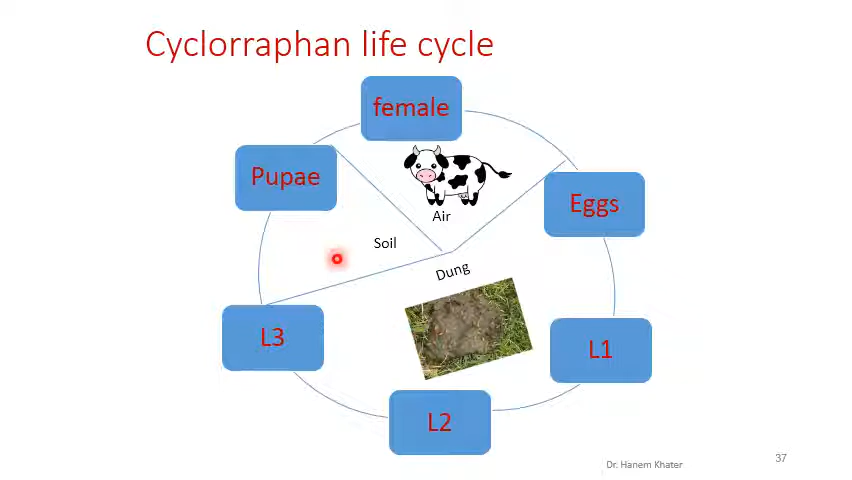 Cyclorraphan life cycle
female
Pupae
Eggs
Air
Soil
Dung
L3
L1
L2
Dr. Hanem Khater
37